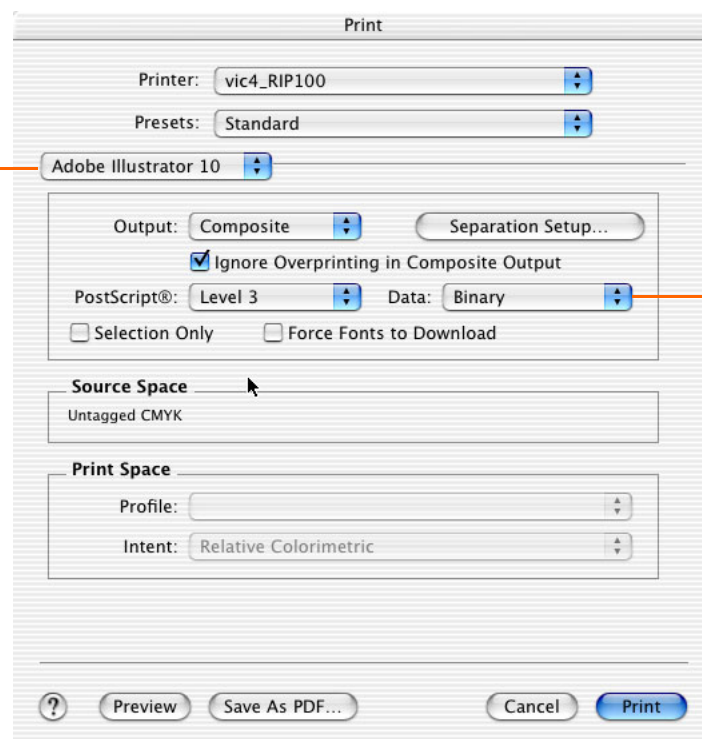 Print
Printer: vic4_RIP100
Presets: Standard
Adobe Illustrator 10
Output: Composite Separation Setup...
Ignore Overprinting in Composite Output
PostScript®: Level 3 Data: Binary
Selection Only Force Fonts to Download
Source Space
Untagged CMYK
Print Space
Profile:
Intent: Relative Colorimetric
? Preview Save As PDF... Cancel Print